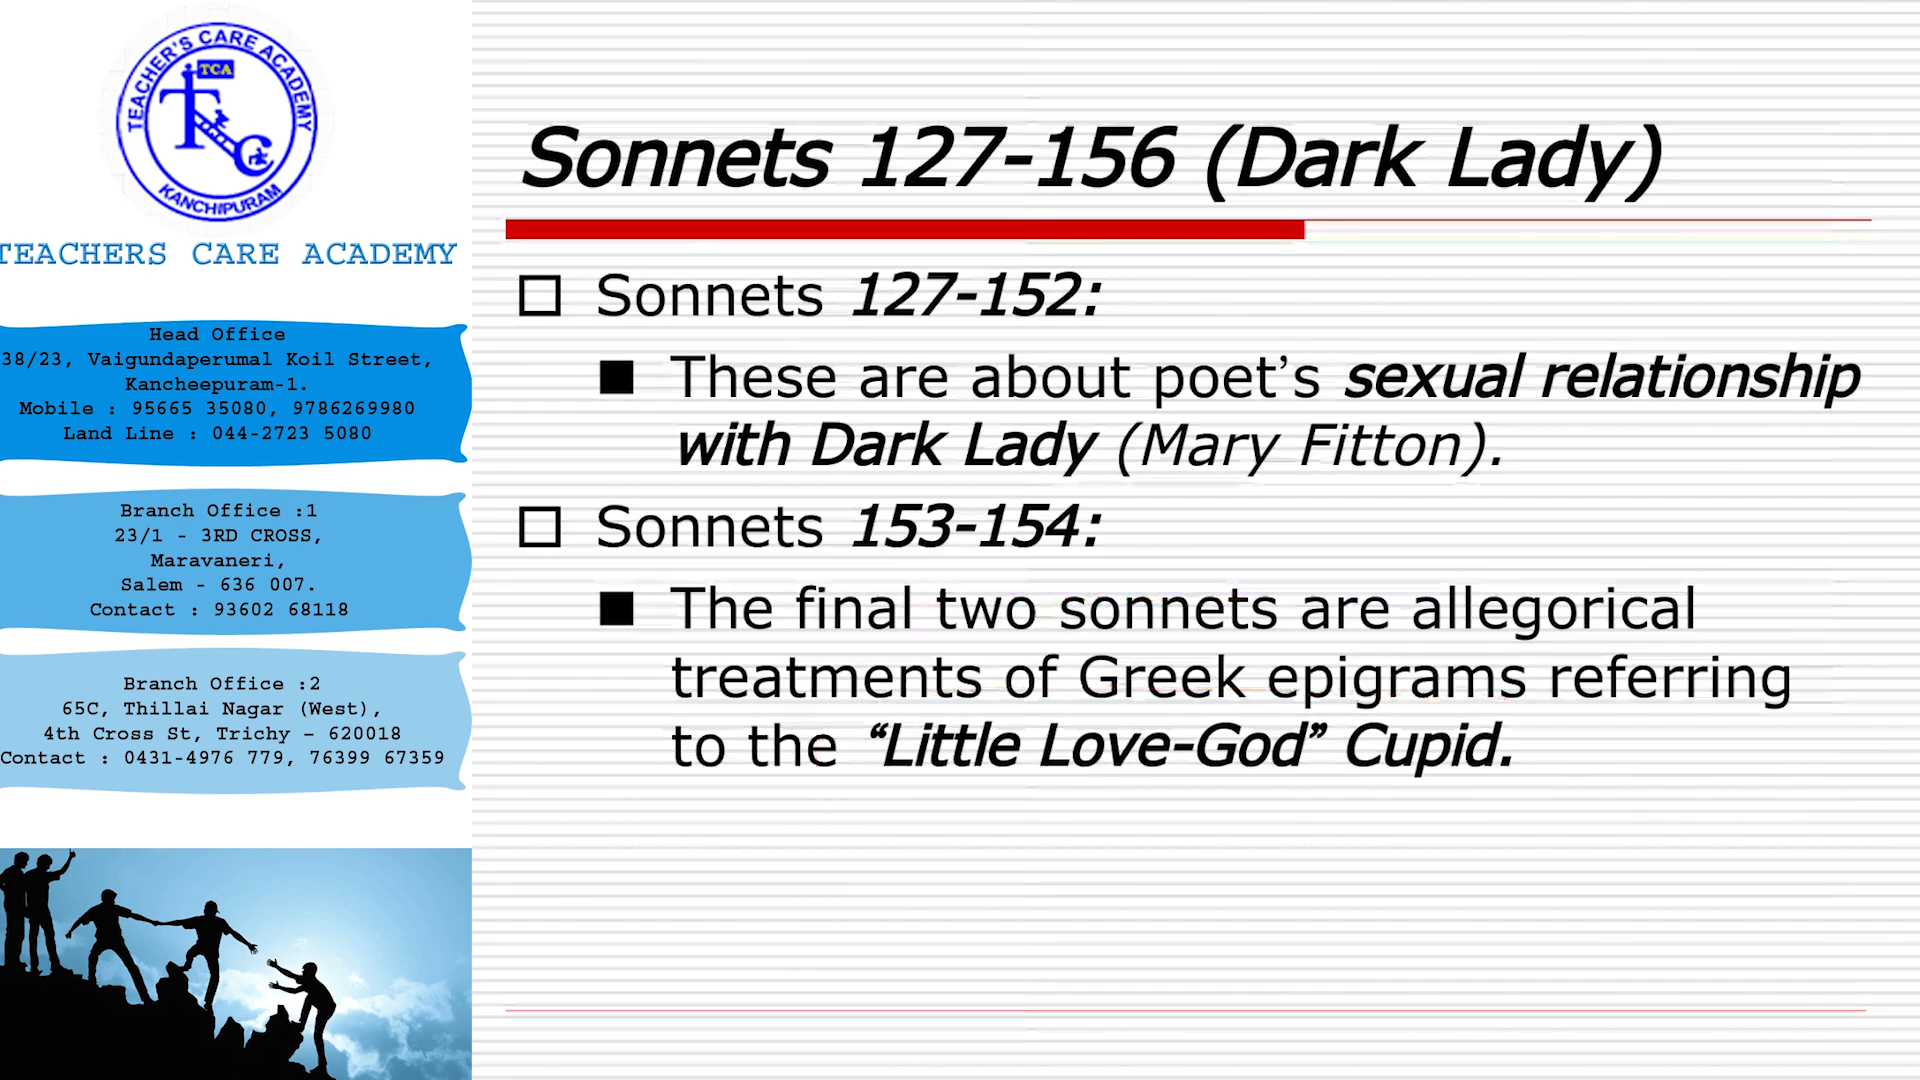 TEACHER'S CARE ACADEMY
TCA
KANCHIPURAM
TEACHERS CARE ACADEMY
Head Office
38/23, Vaigundaperumal Koil Street,
Kancheepuram-1.
Mobile : 95665 35080, 9786269980
Land Line : 044-2723 5080
Branch Office :1
23/1 - 3RD CROSS,
Maravaneri,
Salem - 636 007.
Contact : 93602 68118
Branch Office :2
65C, Thillai Nagar (West),
4th Cross St, Trichy – 620018
Contact : 0431-4976 779, 76399 67359
Sonnets 127-156 (Dark Lady)
Sonnets 127-152:
These are about poet’s sexual relationship
with Dark Lady (Mary Fitton).
Sonnets 153-154:
The final two sonnets are allegorical
treatments of Greek epigrams referring
to the “Little Love-God” Cupid.